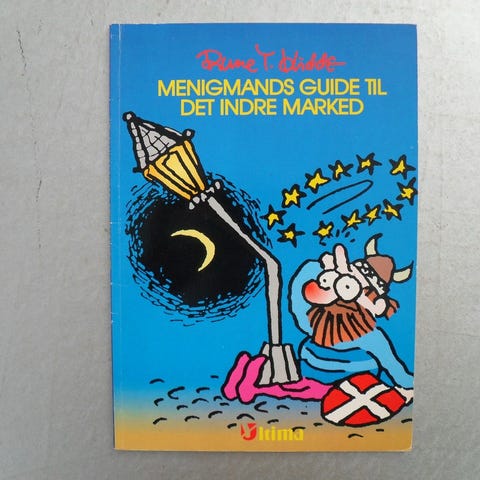 Rune T. Kidde
MENIGMANDS GUIDE TIL
DET INDRE MARKED
Ultima